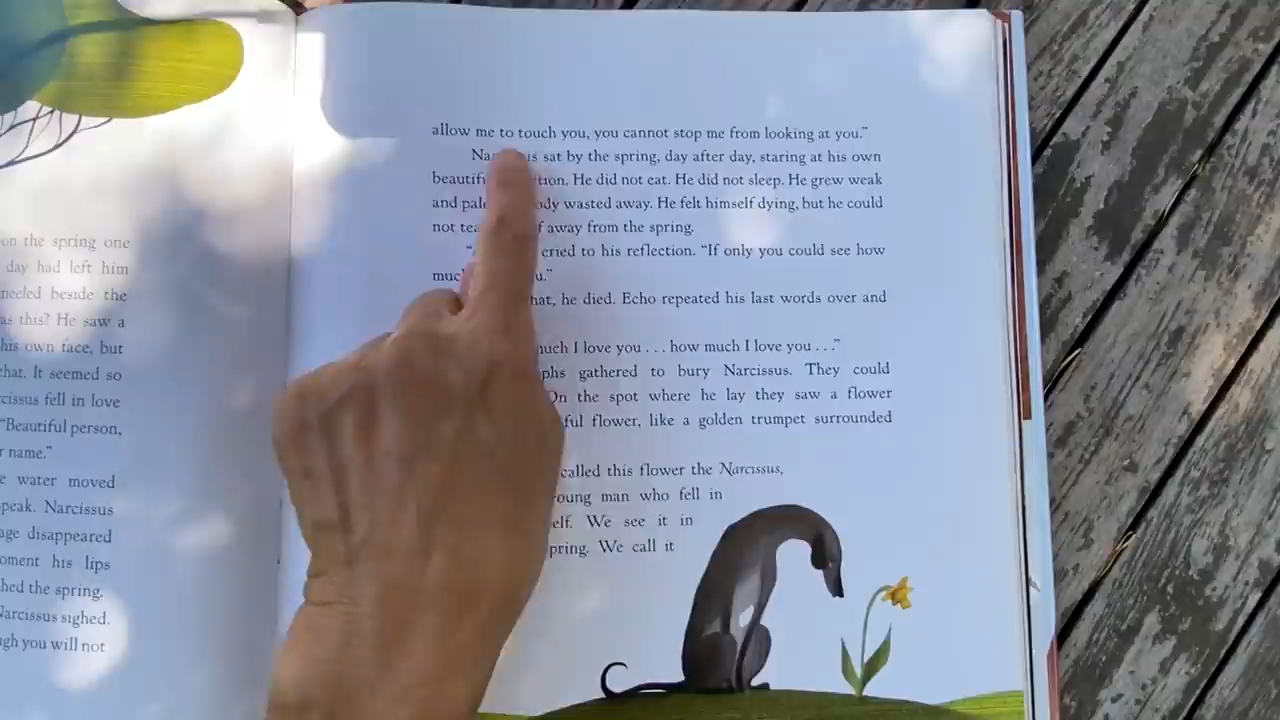 on the spring one
day had left him
neeled beside the
as this? He saw a
his own face, but
that. It seemed so
rcissus fell in love
"Beautiful person,
r name."
e water moved
peak. Narcissus
age disappeared
oment his lips
hed the spring.
Narcissus sighed.
ugh you will not
allow me to touch you, you cannot stop me from looking at you."
sat by the spring, day after day, staring at his own
He did not eat. He did not sleep. He grew weak
and wasted away. He felt himself dying, but he could
not away from the spring.
cried to his reflection. "If only you could see how
he died. Echo repeated his last words over and
much I love you . . . how much I love you . . ."
gathered to bury Narcissus. They could
On the spot where he lay they saw a flower
flower, like a golden trumpet surrounded
called this flower the Narcissus,
young man who fell in
We see it in
spring. We call it